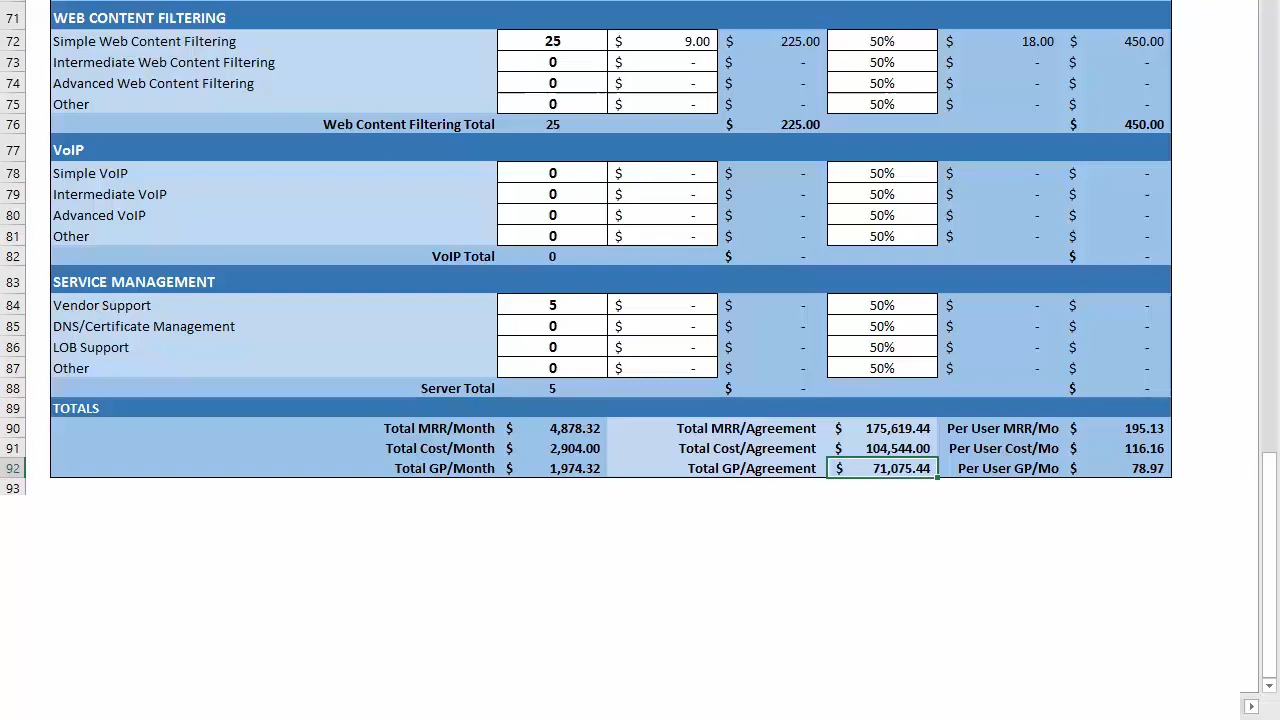 71 WEB CONTENT FILTERING
72 Simple Web Content Filtering 25 $ 9.00 $ 225.00 50% $ 18.00 $ 450.00
73 Intermediate Web Content Filtering 0 $ - $ - 50% $ - $ -
74 Advanced Web Content Filtering 0 $ - $ - 50% $ - $ -
75 Other 0 $ - $ - 50% $ - $ -
76 Web Content Filtering Total 25 $ 225.00 $ 450.00
77 VoIP
78 Simple VoIP 0 $ - $ - 50% $ - $ -
79 Intermediate VoIP 0 $ - $ - 50% $ - $ -
80 Advanced VoIP 0 $ - $ - 50% $ - $ -
81 Other 0 $ - $ - 50% $ - $ -
82 VoIP Total 0 $ - $ -
83 SERVICE MANAGEMENT
84 Vendor Support 5 $ - $ - 50% $ - $ -
85 DNS/Certificate Management 0 $ - $ - 50% $ - $ -
86 LOB Support 0 $ - $ - 50% $ - $ -
87 Other 0 $ - $ - 50% $ - $ -
88 Server Total 5 $ - $ -
89 TOTALS
90 Total MRR/Month $ 4,878.32 Total MRR/Agreement $ 175,619.44 Per User MRR/Mo $ 195.13
91 Total Cost/Month $ 2,904.00 Total Cost/Agreement $ 104,544.00 Per User Cost/Mo $ 116.16
92 Total GP/Month $ 1,974.32 Total GP/Agreement $ 71,075.44 Per User GP/Mo $ 78.97
93